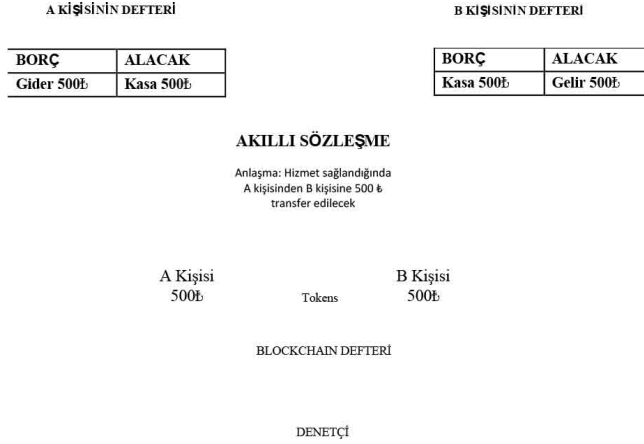 A KİŞİSİNİN DEFTERİ B KİŞİSİNİN DEFTERİ
BORÇ ALACAK BORÇ ALACAK
Gider 500₺ Kasa 500₺ Kasa 500₺ Gelir 500₺
AKILLI SÖZLEŞME
Anlaşma: Hizmet sağlandığında
A kişisinden B kişisine 500 ₺
transfer edilecek
A Kişisi B Kişisi
500₺ Tokens 500₺
BLOCKCHAIN DEFTERİ
DENETÇİ